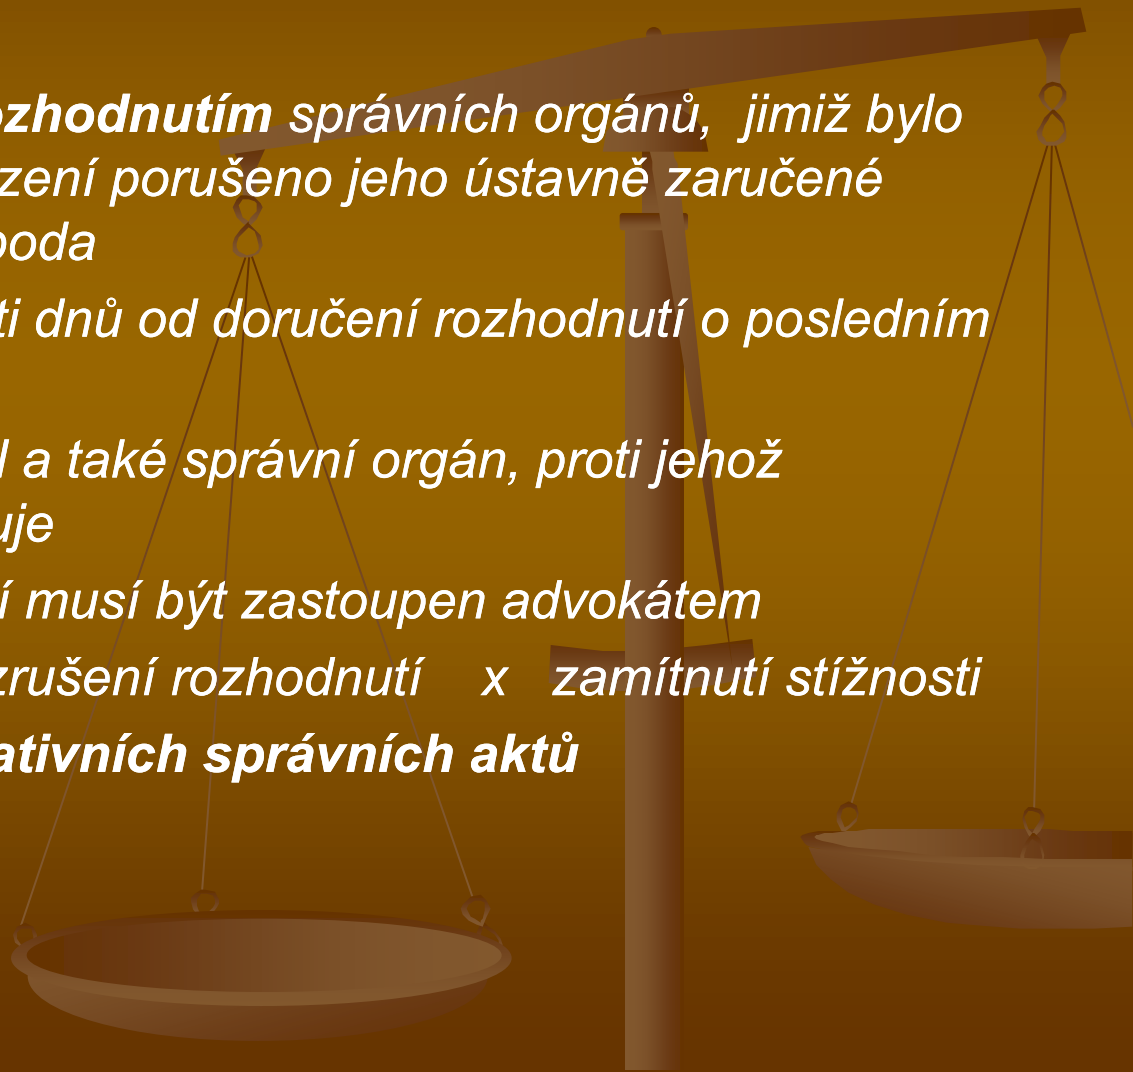 ozhodnutím správních orgánů, jimiž bylo
zení porušeno jeho ústavně zaručené
boda
ti dnů od doručení rozhodnutí o posledním
l a také správní orgán, proti jehož
uje
í musí být zastoupen advokátem
zrušení rozhodnutí x zamítnutí stížnosti
ativních správních aktů